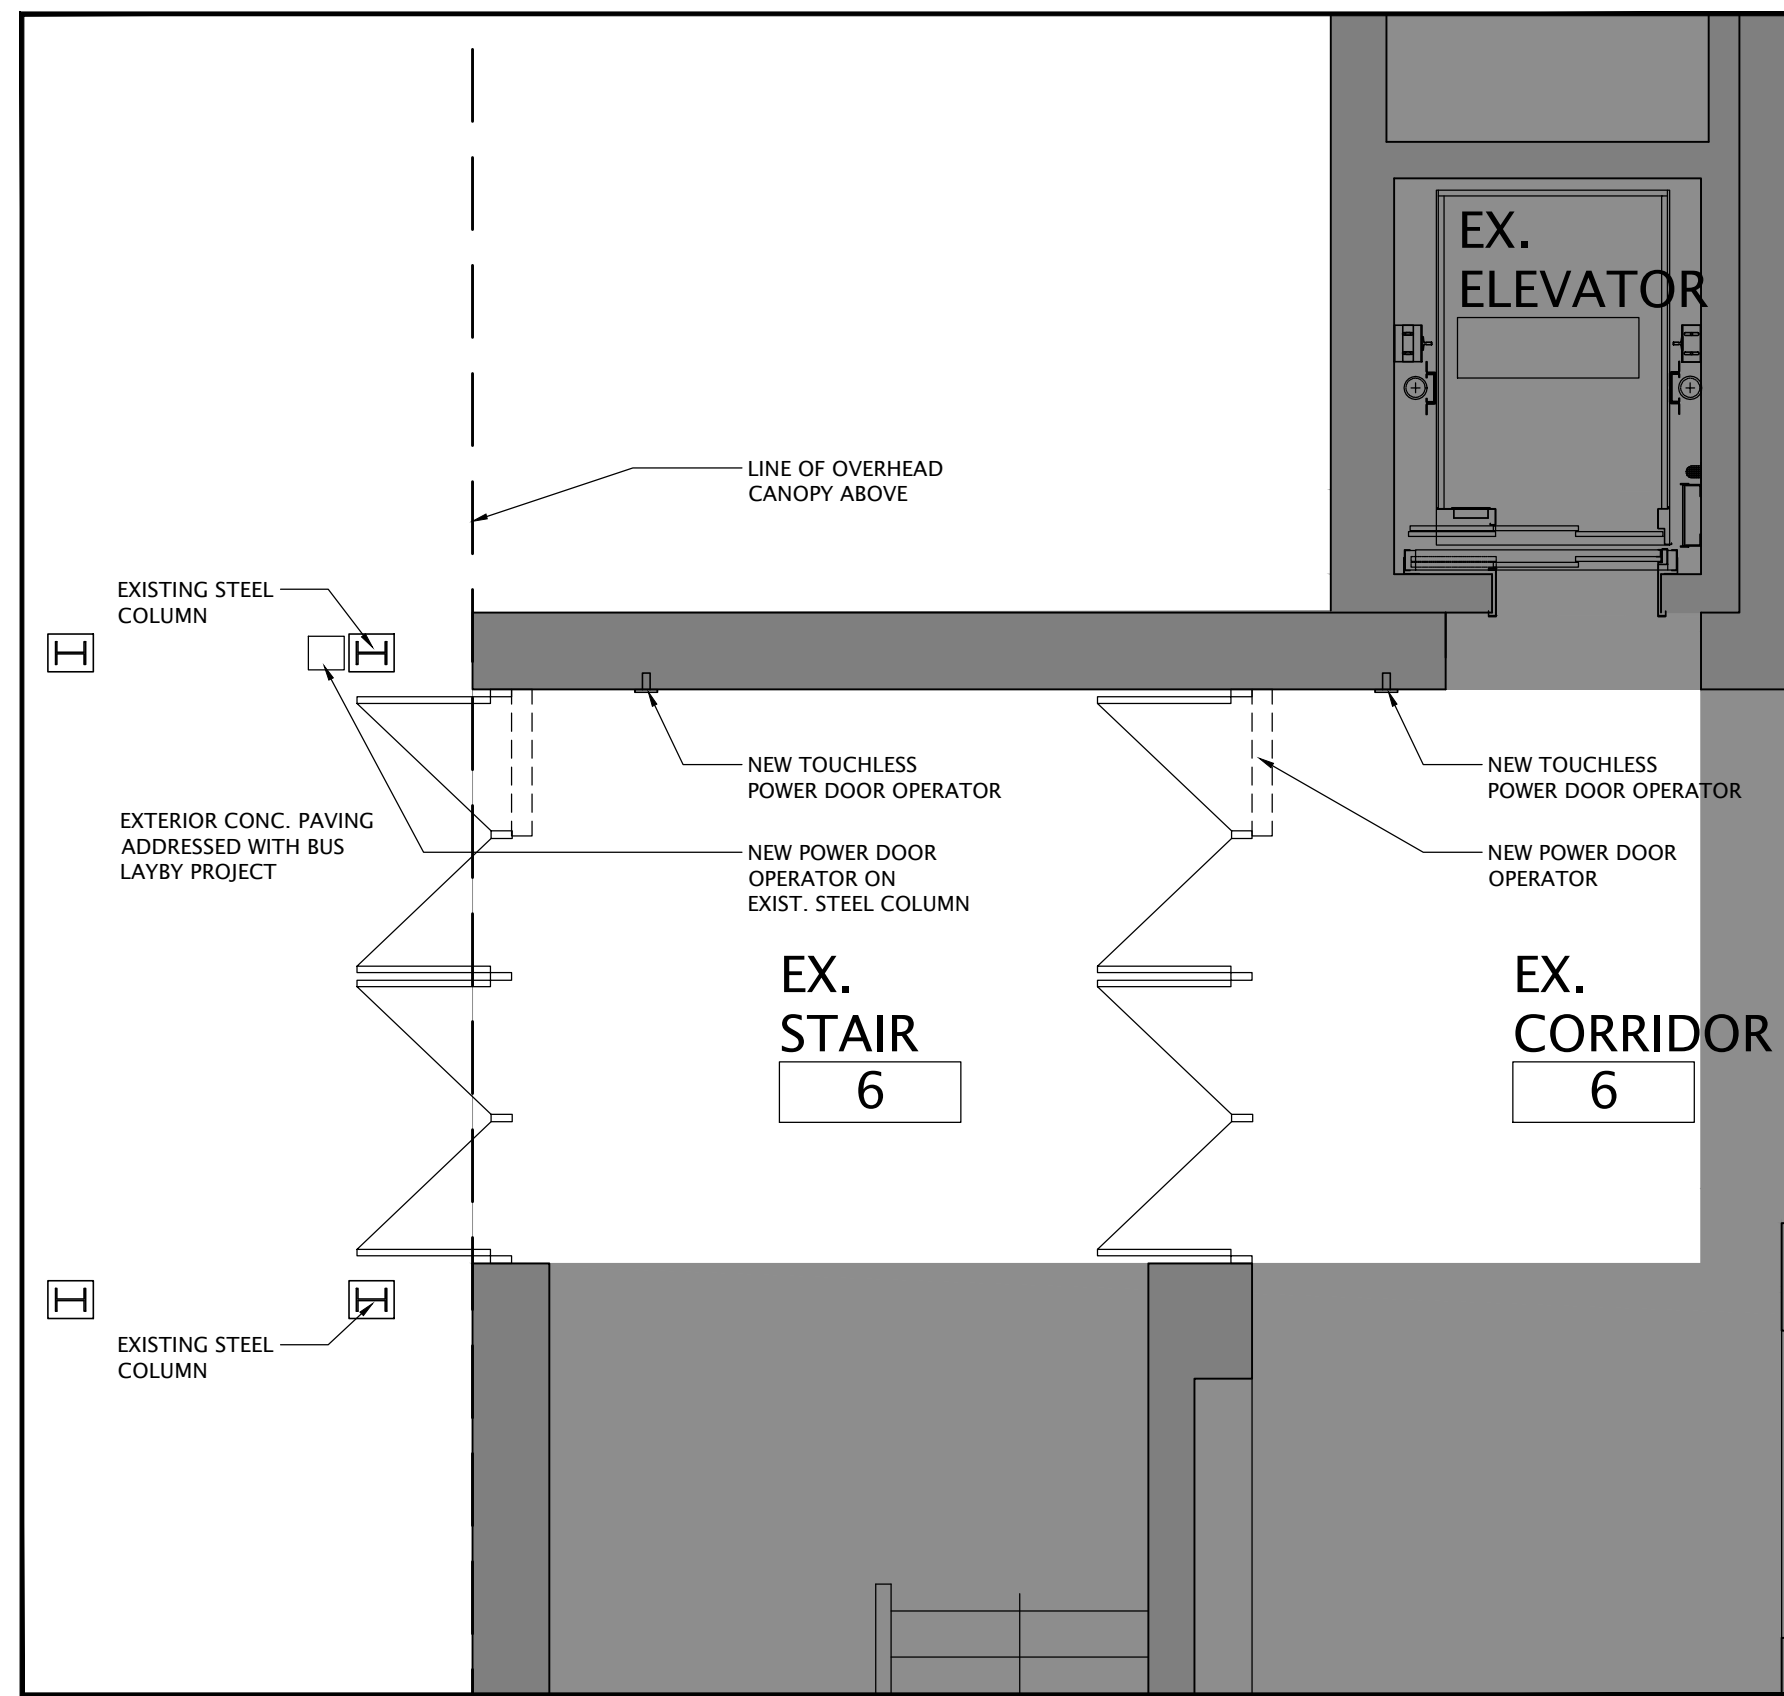 EX.
ELEVATOR
LINE OF OVERHEAD
CANOPY ABOVE
EXISTING STEEL
COLUMN
NEW TOUCHLESS
POWER DOOR OPERATOR
NEW TOUCHLESS
POWER DOOR OPERATOR
EXTERIOR CONC. PAVING
ADDRESSED WITH BUS
LAYBY PROJECT
NEW POWER DOOR
OPERATOR ON
EXIST. STEEL COLUMN
NEW POWER DOOR
OPERATOR
EX.
STAIR
6
EX.
CORRIDOR
6
EXISTING STEEL
COLUMN